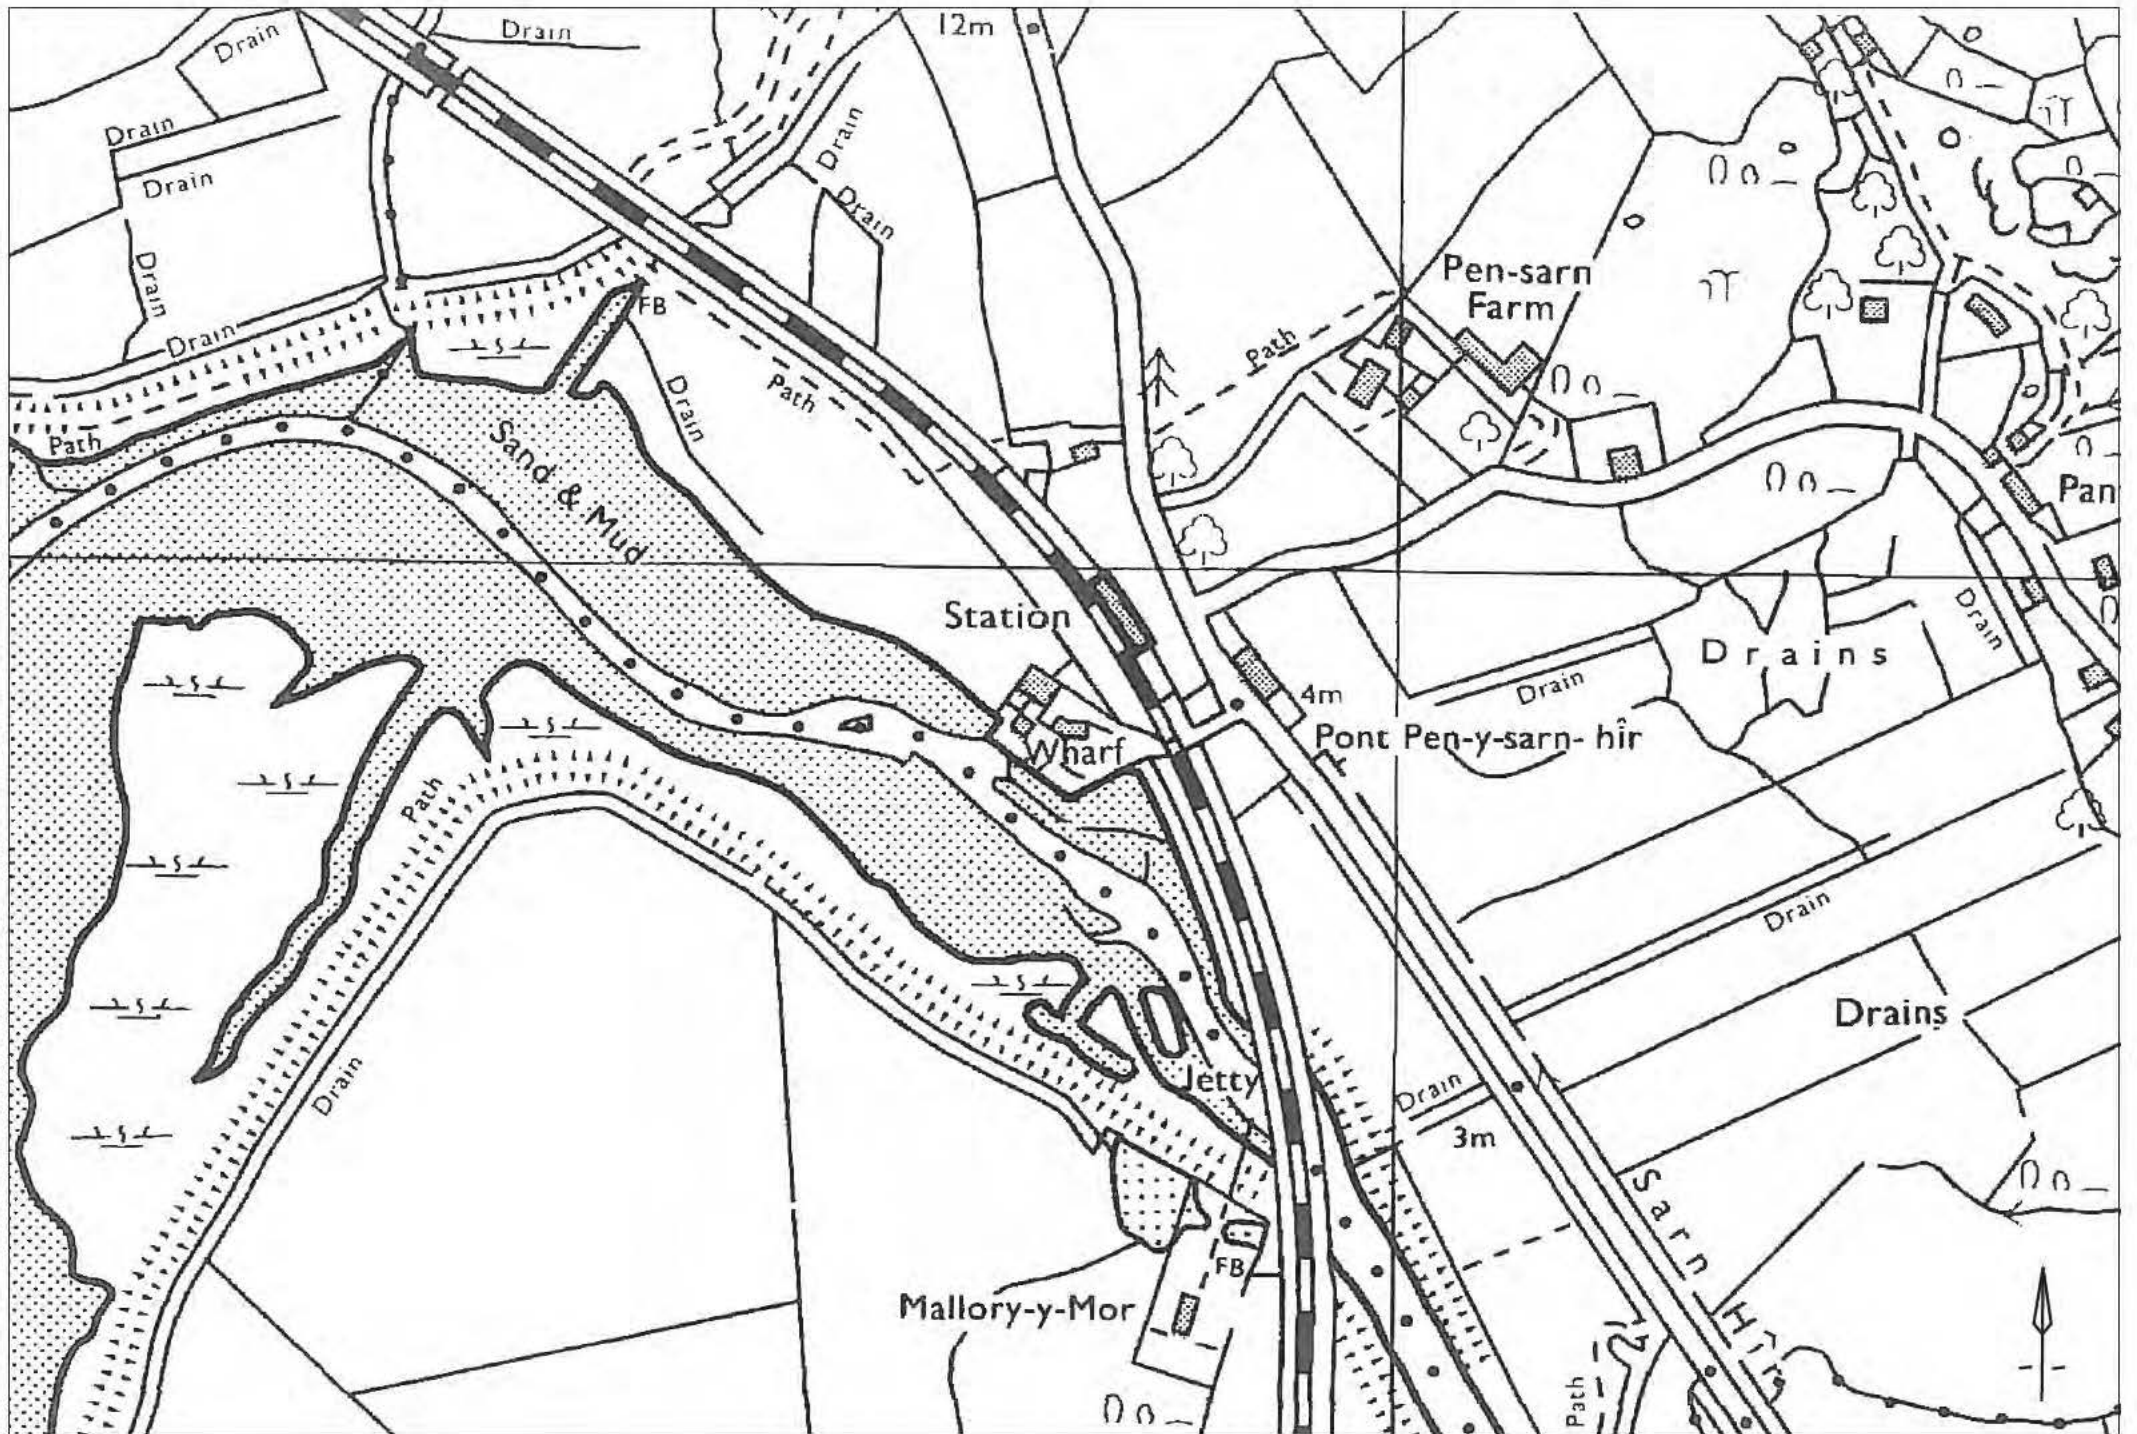 Drain
Drain
12m
Drain
Drain
Drain
Drain
Drain
Drain
Drain
FB
Path
Drain
Path
Path
Pen-sarn
Farm
Sand & Mud
Pan
Station
Wharf
4m
Pont Pen-y-sarn-hîr
Drain
Drains
Drain
Path
Drain
Drain
Drains
Jetty
Drain
3m
Sarn Hîr
FB
Mallory-y-Mor
Path